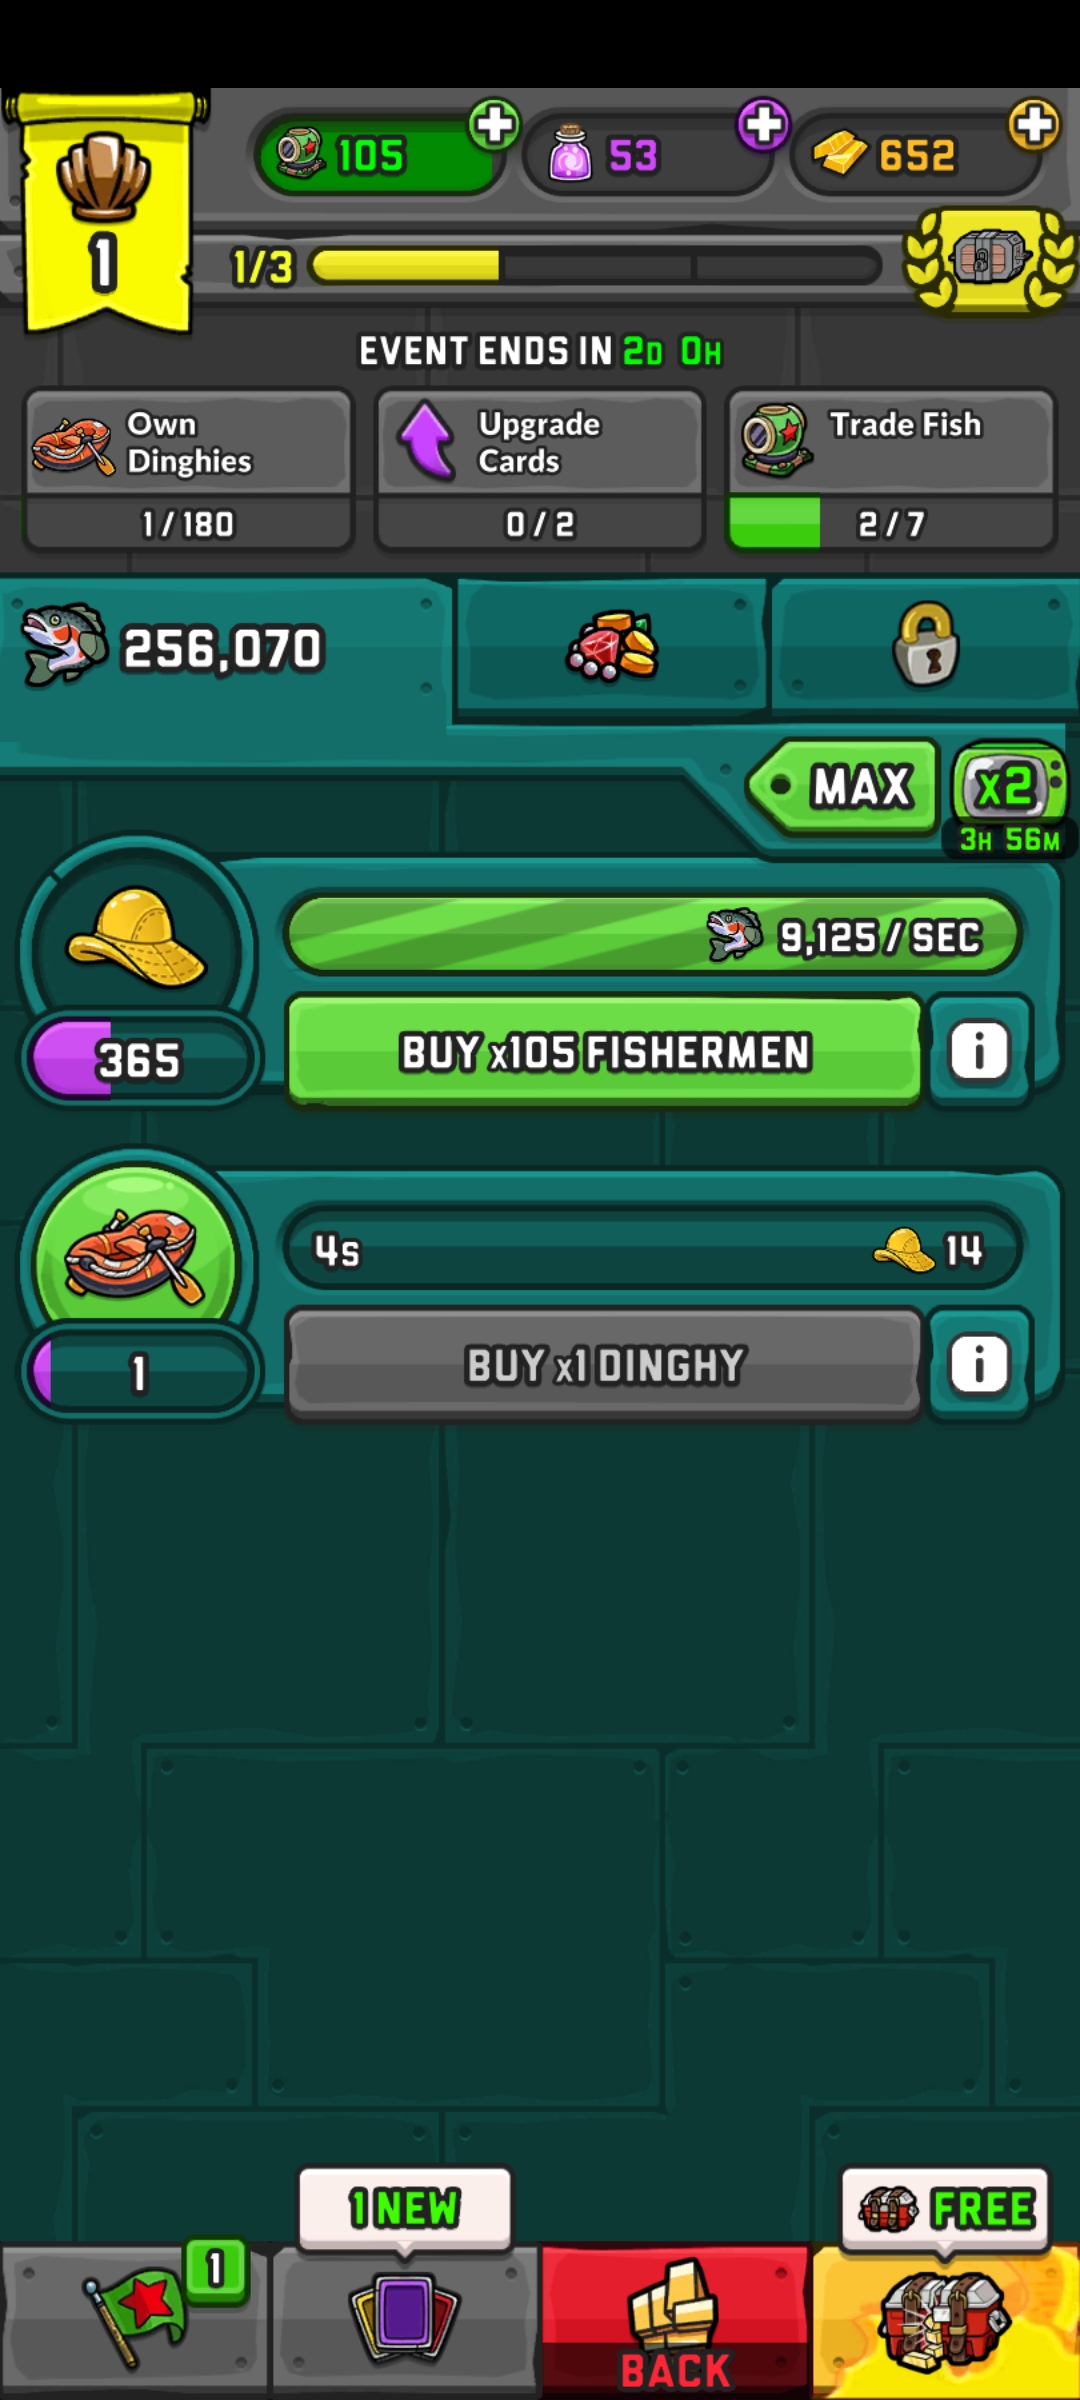 105
53
652
1
1/3
EVENT ENDS IN 2D 0H
Own
Dinghies
1/180
Upgrade
Cards
0/2
Trade Fish
2/7
256,070
MAX
x2
3H 56M
9,125/SEC
365
BUY x105 FISHERMEN
i
4s
14
1
BUY x1 DINGHY
i
1 NEW
FREE
1
BACK